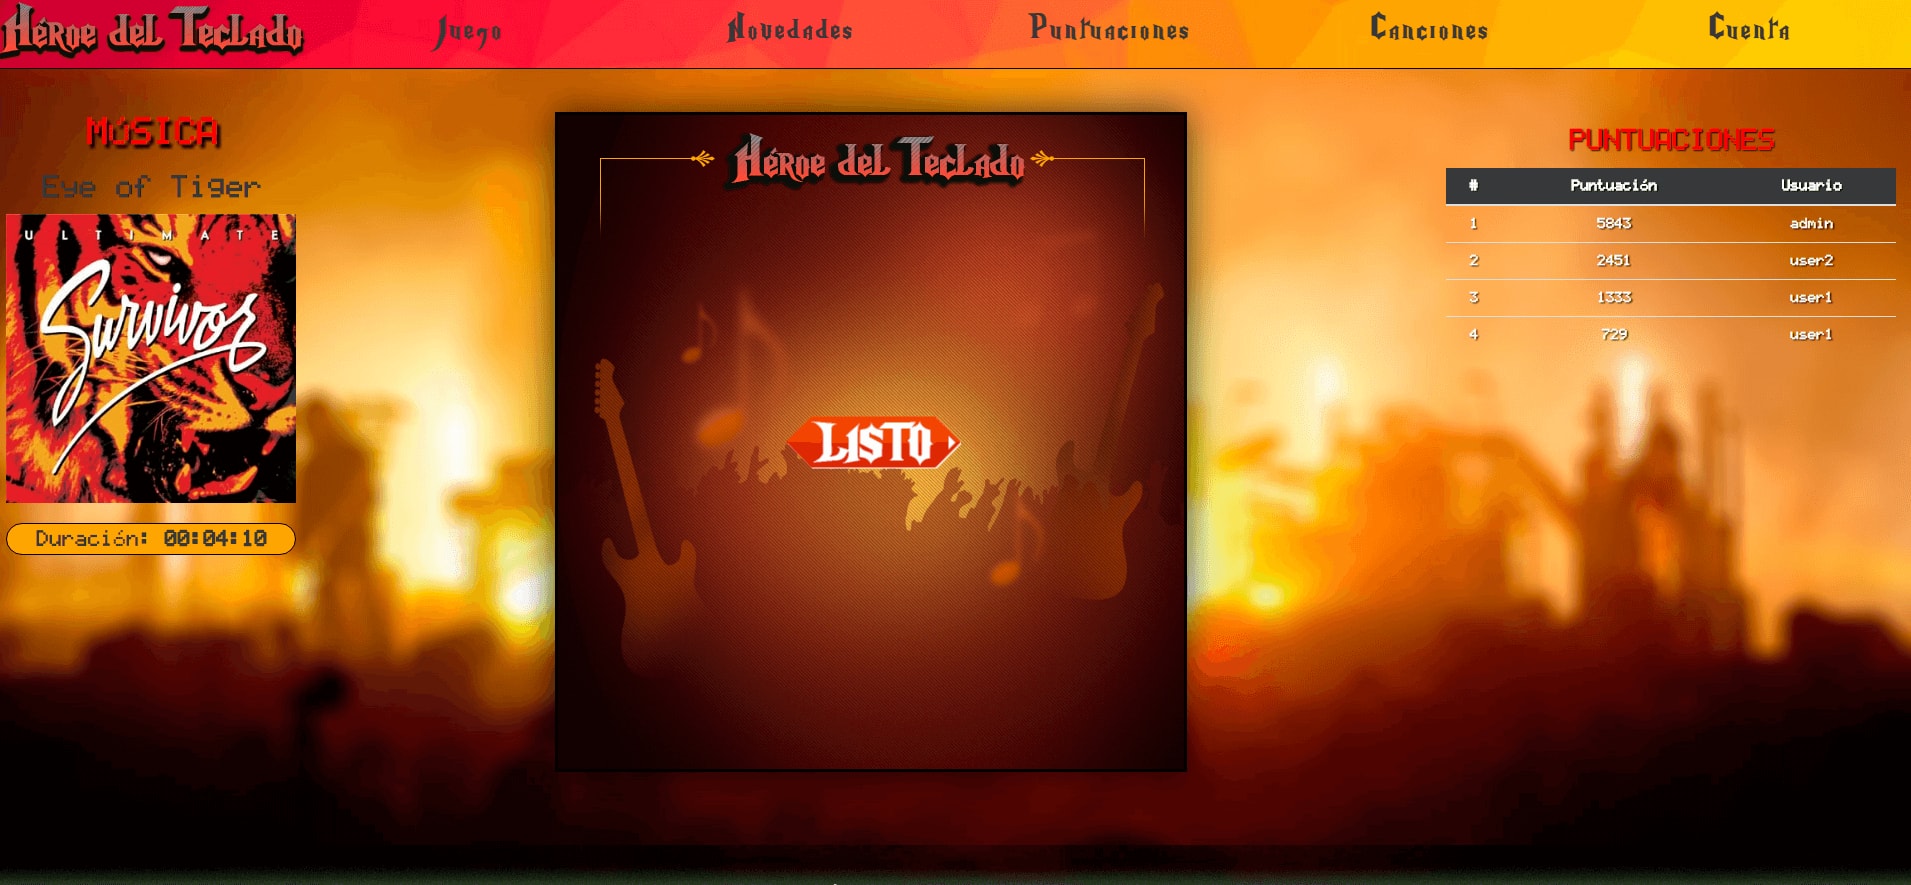 Héroe del Teclado
Juego
Novedades
Puntuaciones
Canciones
Cuenta
MÚSICA
Eye of Tiger
ULTIMATE
Survivor
Duración: 00:04:10
Héroe del Teclado
LISTO
PUNTUACIONES
# Puntuación Usuario
1 5843 admin
2 2451 user2
3 1333 user1
4 729 user1